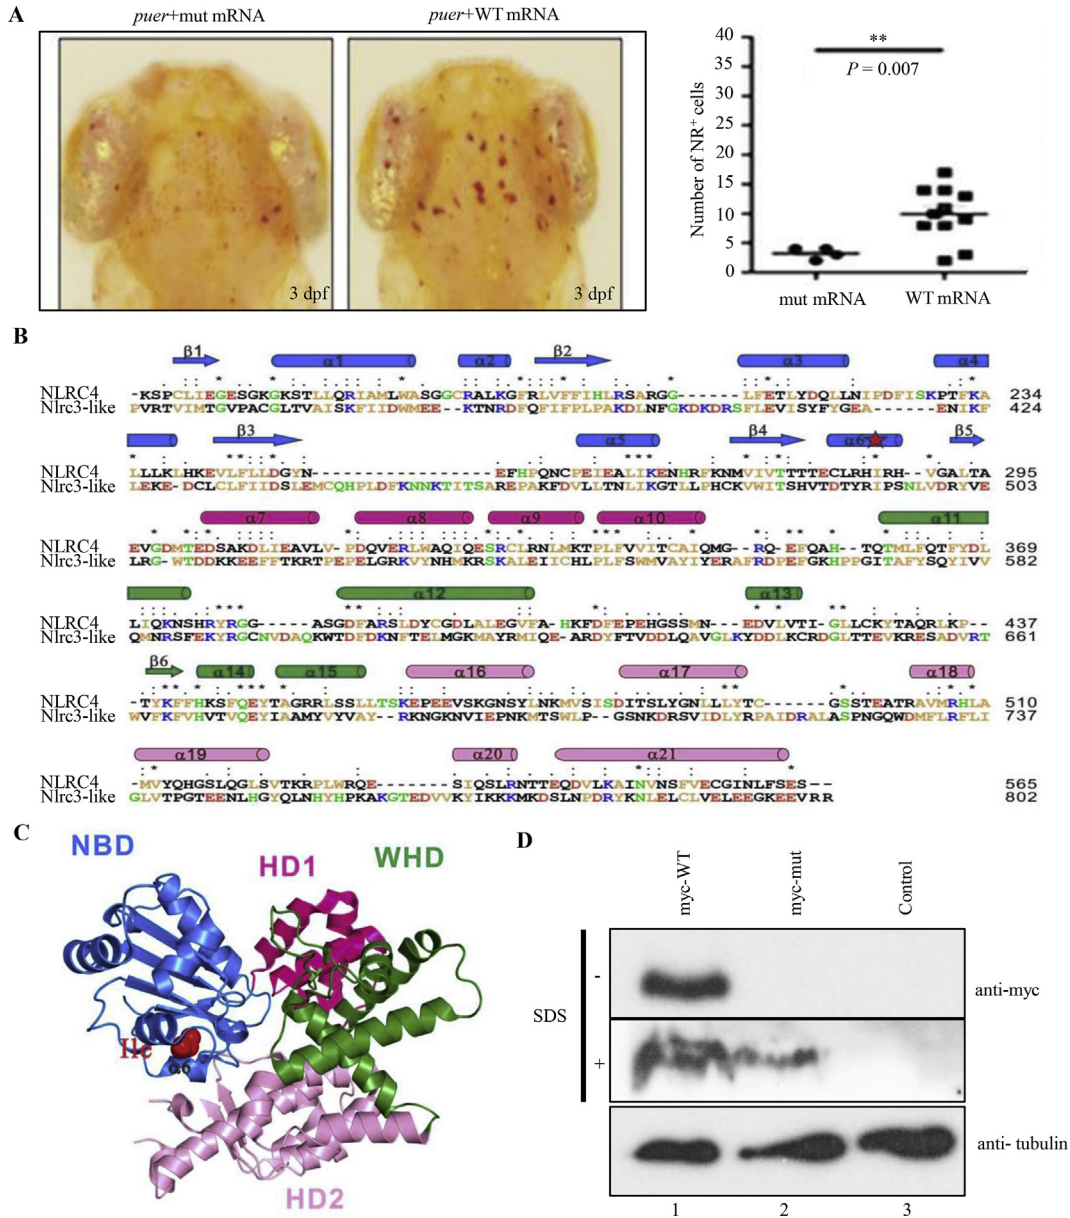 A
puer+mut mRNA
puer+WT mRNA
3 dpf
3 dpf
Number of NR⁺ cells
40
35
30
25
20
15
10
5
0
**
P = 0.007
mut mRNA
WT mRNA
B
β1 α1 α2 β2 α3 α4
NLRC4 -KSPCLIEGESGKGKSTLLQRIAMLWASGGCRALKGFRLVFFIHLRSARGG------LFETLYDQLLNIPDFISKPTFKA 234
Nlrc3-like PVRTVIMTGVPACGLTVAISKFIIDWMEE--KTNRDFQFIFPLPAKDLNFGKDKDRSFLEVISYFYGEA-----ENIKF 424
β3 α5 β4 α6 β5
NLRC4 LLLKLHKEVLFLLDGYN-----------------EFHPQNCPEIEALIKENHRFKNMVIVTTTTECLRHIRH--VGALTA 295
Nlrc3-like LEKE-DCLCLFIIDSLEMCQHPLDFKNNKTITSAREPAKFDVLLTNLIKGTLLPHCKVWITSHVTDTYRIPSNLVDRYVE 503
α7 α8 α9 α10 α11
NLRC4 EVGDMTEDSAKDLIEAVLV-PDQVERLWAQIQESRCLRNLMKTPLFVVITCAIQMG--RQ-EFQAH--TQTMLFQTFYDL 369
Nlrc3-like LRG-WTDDKKEEFFTKRTPEPELGRKVYNHMKRSKALEIICHLPLFSWMVAYIYERAFRDPEFGKHPPGITAFYSQYIVV 582
α12 α13
NLRC4 LIQKNSHRYRGG-----ASGDFARSLDYCGDLALEGVFA-HKFDFEPEHGSSMN---EDVLVTI-GLLCKYTAQRLKP-- 437
Nlrc3-like QMNRSFEKYRGCNVDAQKWTDFDKNFTELMGKMAYRMIQE-ARDYFTVDDLQAVGLKYDDLKCRDGLTTEVKRESADVRT 661
β6 α14 α15 α16 α17 α18
NLRC4 -TYKFFHKSFQEYTAGRRLSSLLTSKEPEEVSKGNSYLNKMVSISDITSLYGNLLLYTC-------GSSTEATRAVMRHLA 510
Nlrc3-like WVFKFVHVTVQEYIAAMYVYVAY--RKNGKNVIEPNKMTSWLP--GSNKDRSVIDLYRPAIDRALASPNGQWDMFLRFLI 737
α19 α20 α21
NLRC4 MVYQHGSLQGLSVTKRPLWRQE-------SIQSLRNTTEQDVLKAINVNSFVECGINLFSES-- 565
Nlrc3-like GLVTPGTEENLHGYQLNHYHPKAKGTEDVVKYIKKKMKDSLNPDRYKNLELCLVELEEGKEEVRR 802
C
NBD
HD1
WHD
Ile
α6
HD2
D
myc-WT
myc-mut
Control
SDS
-
+
anti-myc
anti- tubulin
1
2
3